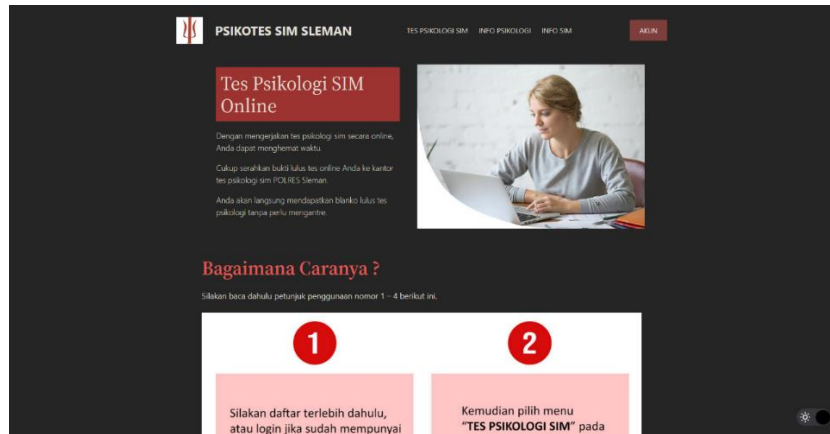 PSIKOTES SIM SLEMAN
TES PSIKOLOGI SIM INFO PSIKOLOGI INFO SIM
AKUN
Tes Psikologi SIM
Online
Dengan mengerjakan tes psikologi sim secara online,
Anda dapat menghemat waktu.
Cukup serahkan bukti lulus tes online Anda ke kantor
tes psikologi sim POLRES Sleman.
Anda akan langsung mendapatkan blanko lulus tes
psikologi tanpa perlu mengantre.
Bagaimana Caranya ?
Silakan baca dahulu petunjuk penggunaan nomor 1 – 4 berikut ini.
1
2
Silakan daftar terlebih dahulu,
atau login jika sudah mempunyai
Kemudian pilih menu
“TES PSIKOLOGI SIM” pada